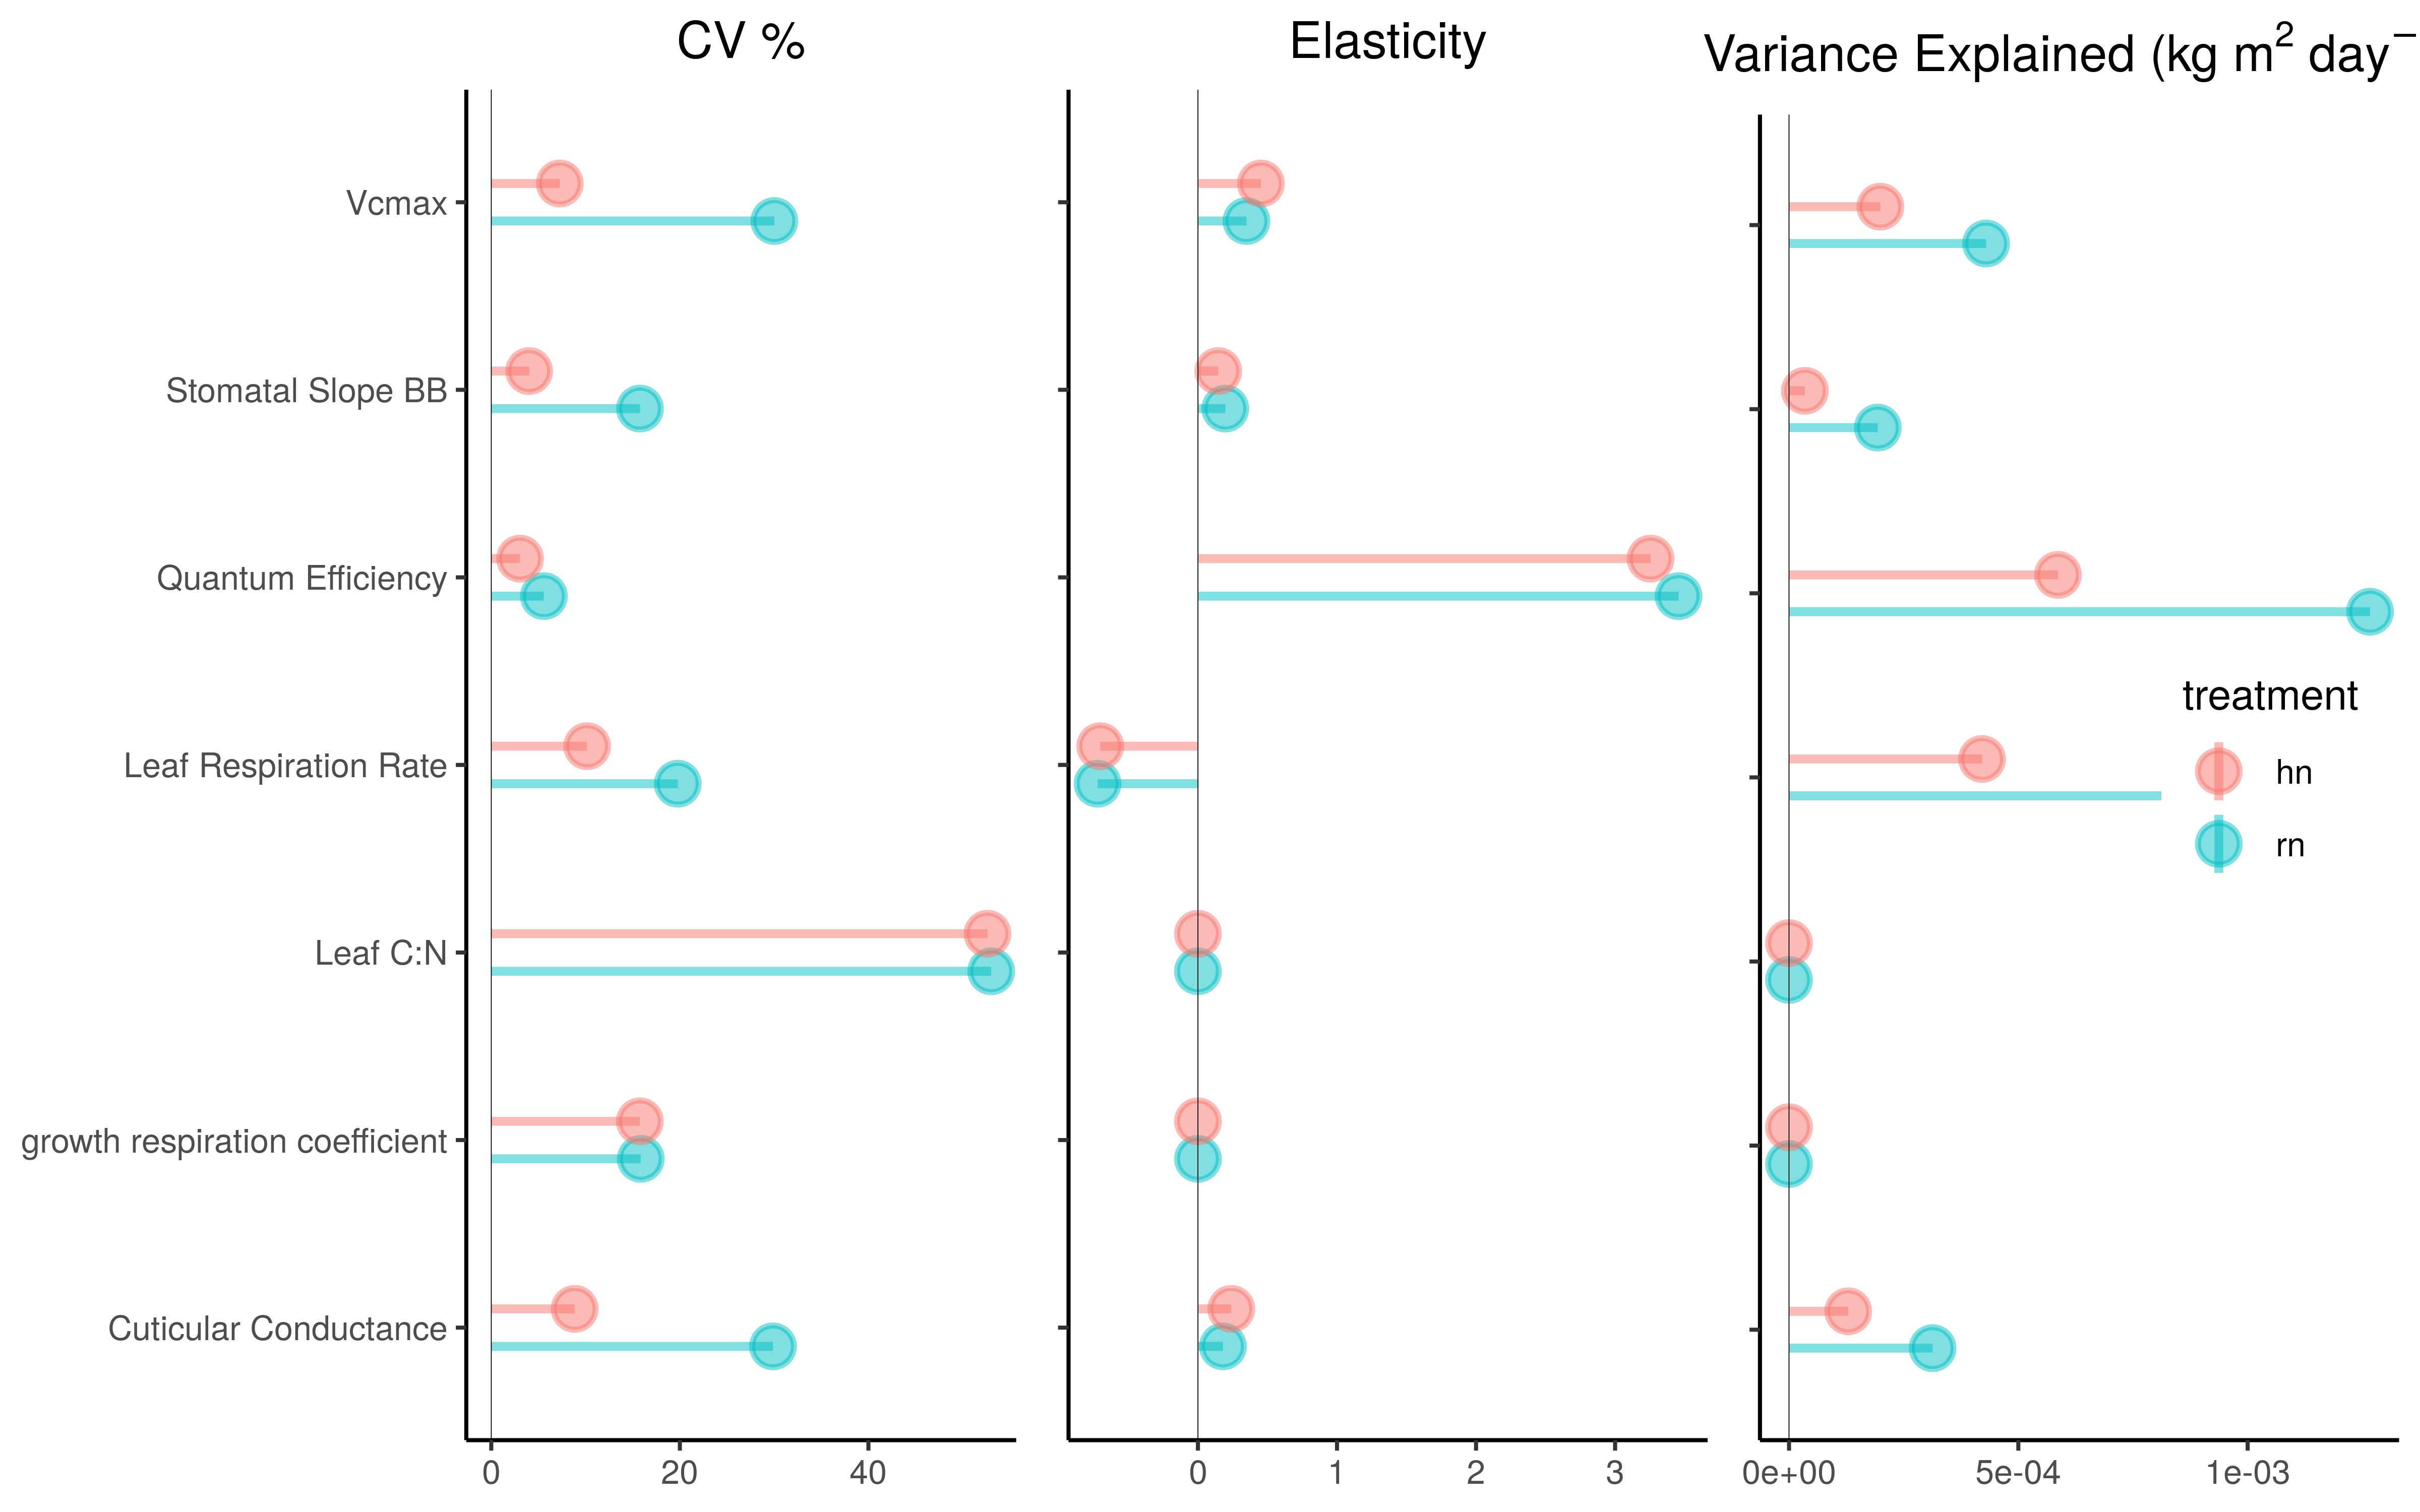 CV %
Elasticity
Variance Explained (kg m² day⁻
Vcmax
Stomatal Slope BB
Quantum Efficiency
Leaf Respiration Rate
Leaf C:N
growth respiration coefficient
Cuticular Conductance
treatment
hn
rn
0 20 40
0 1 2 3
0e+00 5e-04 1e-03